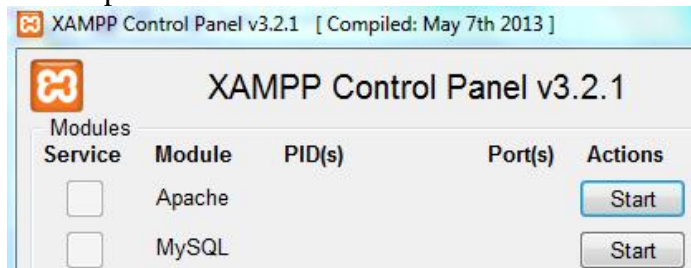 XAMPP Control Panel v3.2.1 [ Compiled: May 7th 2013 ]
XAMPP Control Panel v3.2.1
Modules
Service Module PID(s) Port(s) Actions
Apache Start
MySQL Start